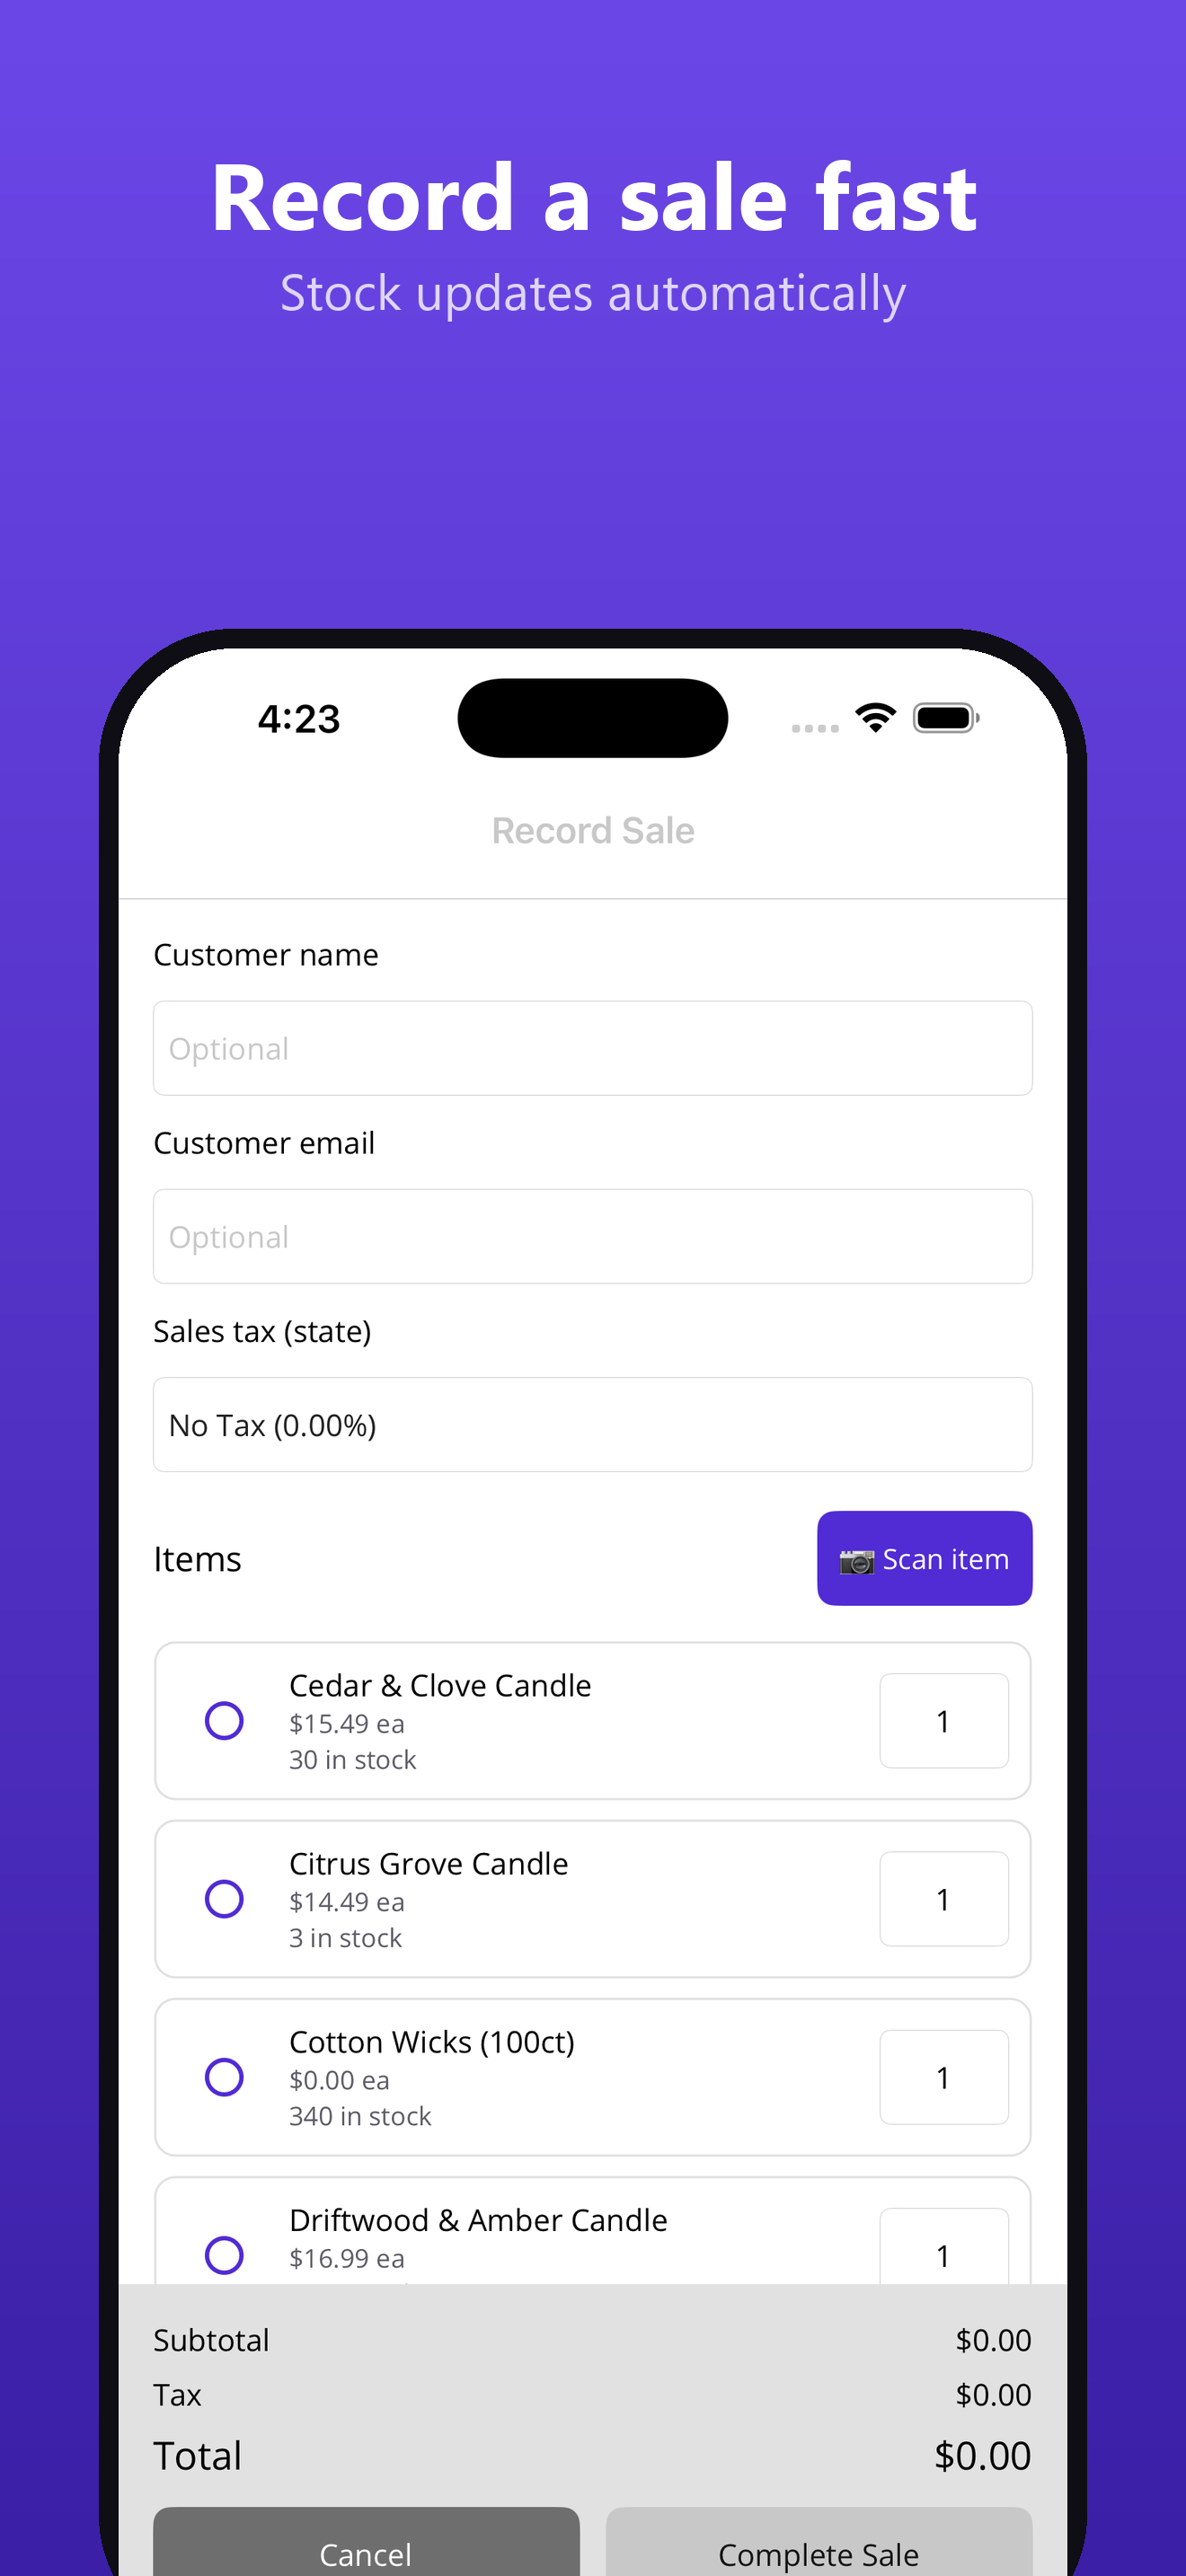 Record a sale fast
Stock updates automatically
4:23
Record Sale
Customer name
Optional
Customer email
Optional
Sales tax (state)
No Tax (0.00%)
Items
Scan item
Cedar & Clove Candle
$15.49 ea
30 in stock
1
Citrus Grove Candle
$14.49 ea
3 in stock
1
Cotton Wicks (100ct)
$0.00 ea
340 in stock
1
Driftwood & Amber Candle
$16.99 ea
1
Subtotal $0.00
Tax $0.00
Total $0.00
Cancel
Complete Sale